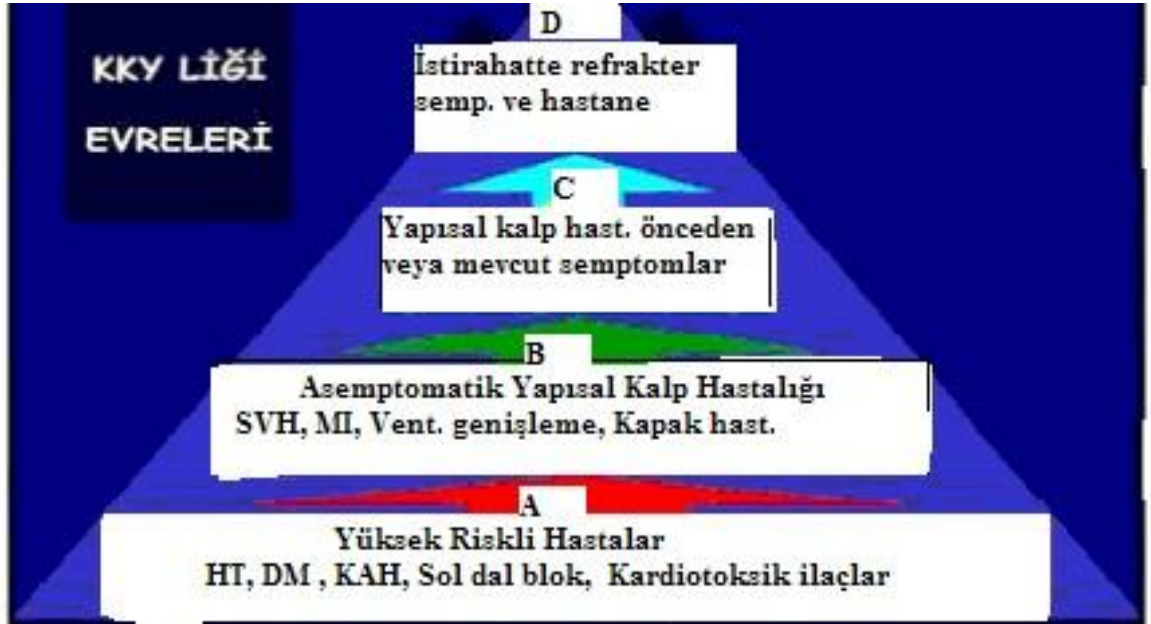 KKY LİĞİ
EVRELERİ
D
İstirahatte refrakter
semp. ve hastane
C
Yapısal kalp hast. önceden
veya mevcut semptomlar
B
Asemptomatik Yapısal Kalp Hastalığı
SVH, MI, Vent. genişleme, Kapak hast.
A
Yüksek Riskli Hastalar
HT, DM , KAH, Sol dal blok, Kardiotoksik ilaçlar